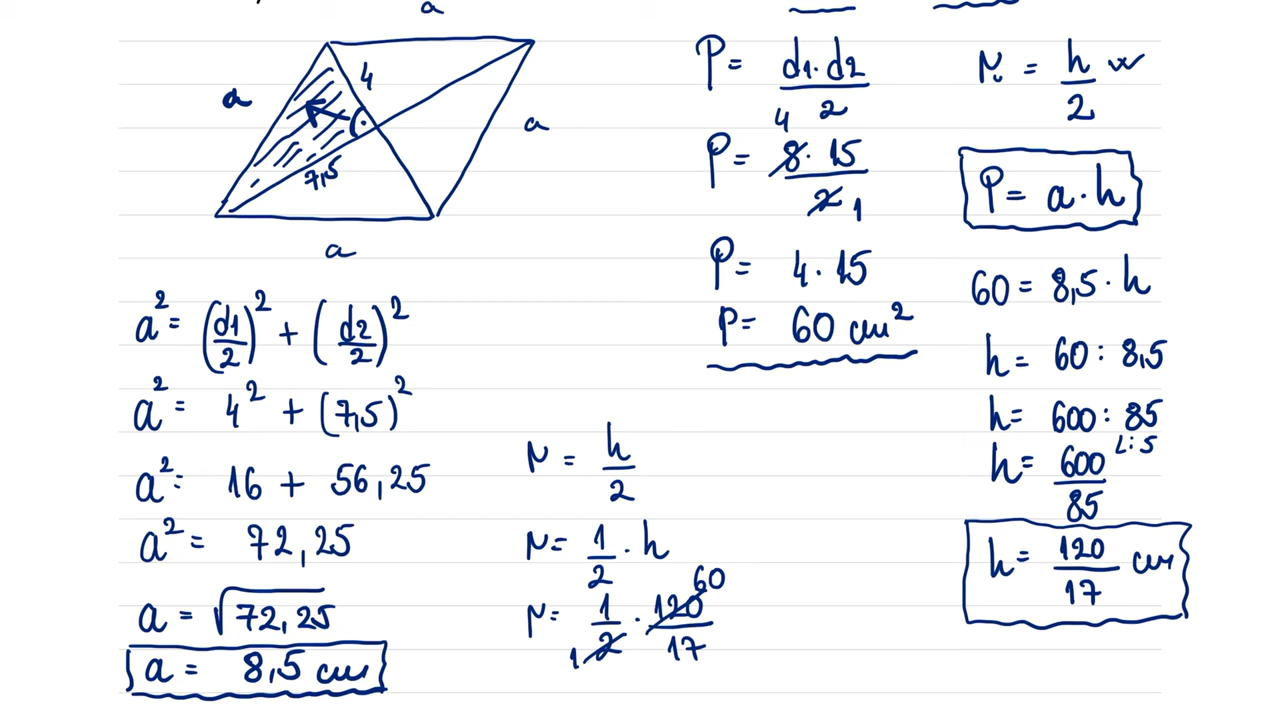 a
4
a
a
7,5
a
a² = (d1/2)² + (d2/2)²
a² = 4² + (7,5)²
a² = 16 + 56,25
a² = 72,25
a = √72,25
a = 8,5 cm
r = h/2
r = 1/2 · h
r = 1/2 · 120/17
1 60
P = d1·d2/2
P = 8·15/2
4 1
P = 4·15
P = 60 cm²
r = h/2
P = a·h
60 = 8,5·h
h = 60 : 8,5
h = 600 : 85
h = 600/85 |:5
h = 120/17 cm